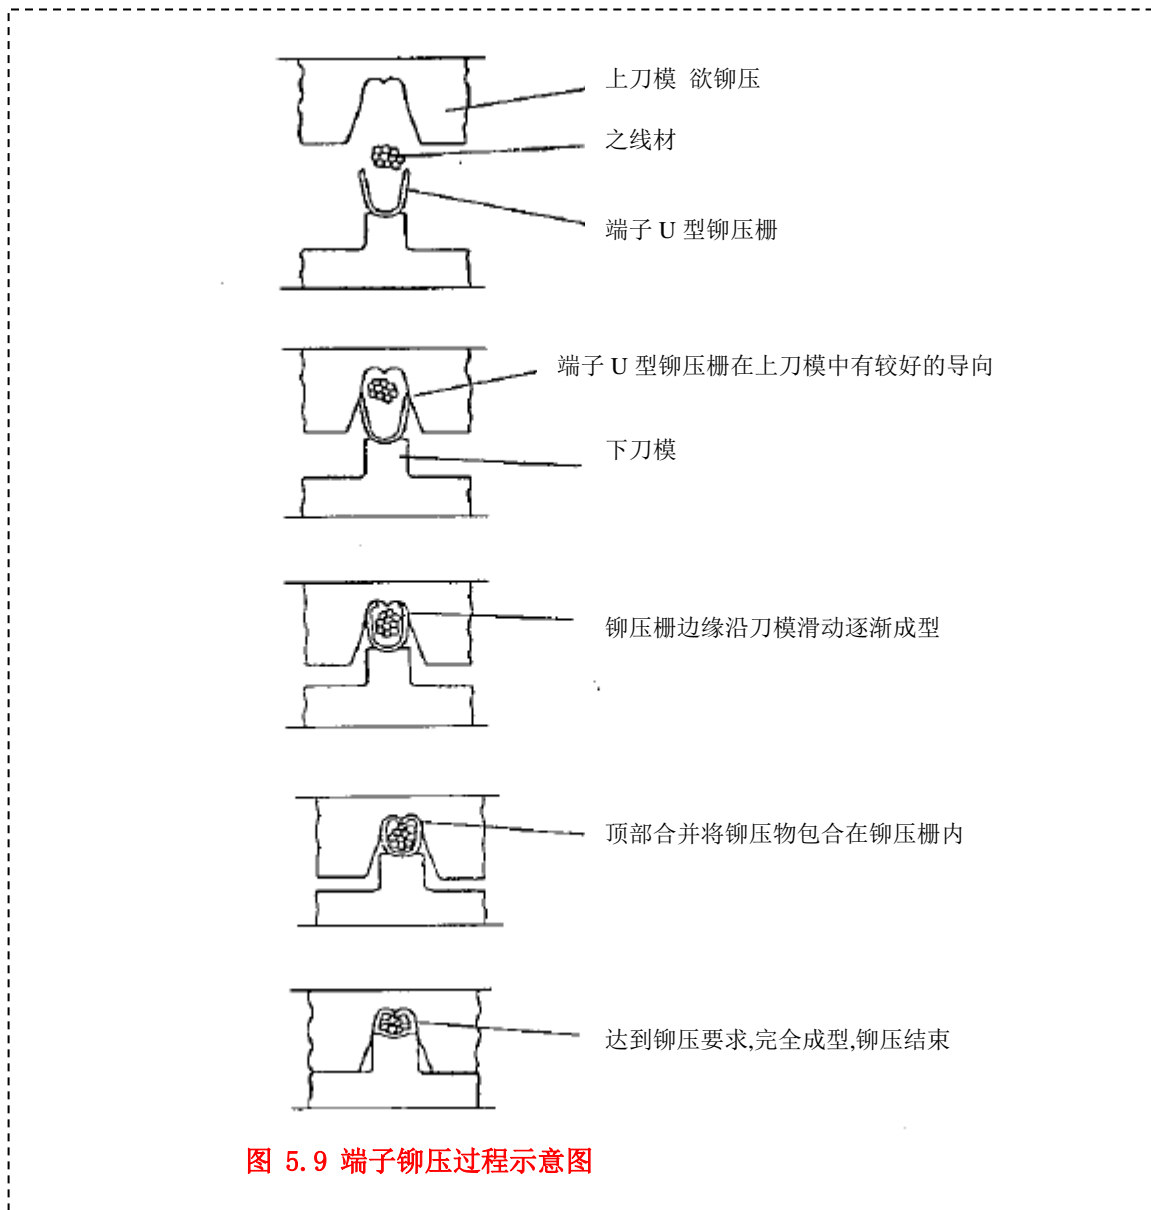 上刀模 欲铆压
之线材
端子 U 型铆压栅
端子 U 型铆压栅在上刀模中有较好的导向
下刀模
铆压栅边缘沿刀模滑动逐渐成型
顶部合并将铆压物包合在铆压栅内
达到铆压要求,完全成型,铆压结束
图 5.9 端子铆压过程示意图